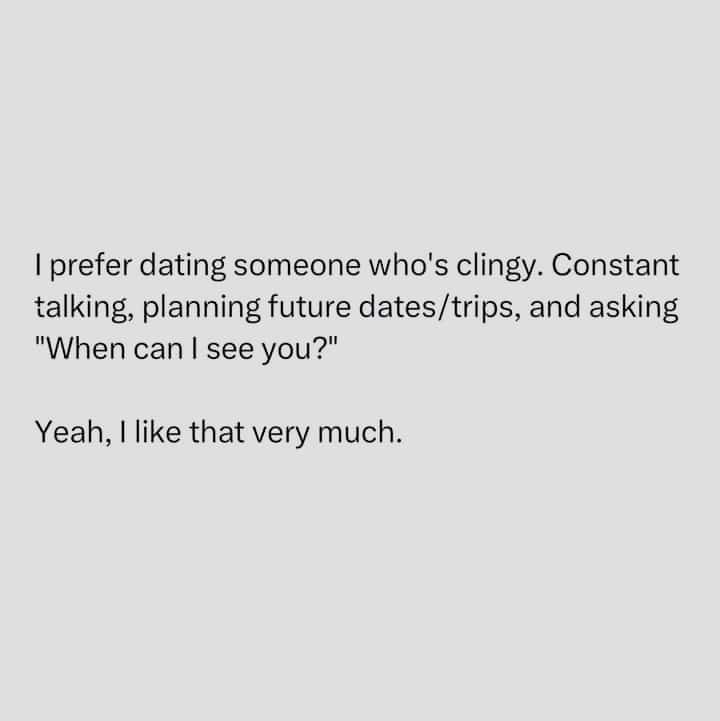 I prefer dating someone who's clingy. Constant
talking, planning future dates/trips, and asking
"When can I see you?"
Yeah, I like that very much.